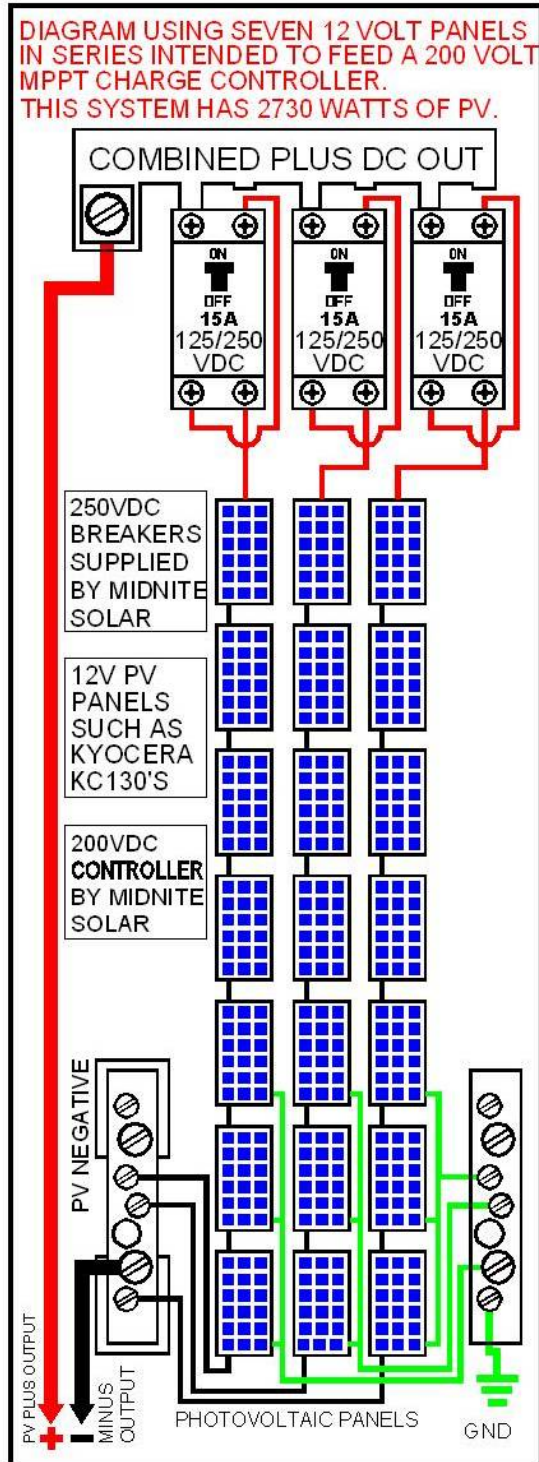 DIAGRAM USING SEVEN 12 VOLT PANELS
IN SERIES INTENDED TO FEED A 200 VOLT
MPPT CHARGE CONTROLLER.
THIS SYSTEM HAS 2730 WATTS OF PV.
COMBINED PLUS DC OUT
ON
OFF
15A
125/250
VDC
ON
OFF
15A
125/250
VDC
ON
OFF
15A
125/250
VDC
250VDC
BREAKERS
SUPPLIED
BY MIDNITE
SOLAR
12V PV
PANELS
SUCH AS
KYOCERA
KC130'S
200VDC
CONTROLLER
BY MIDNITE
SOLAR
PV NEGATIVE
PV PLUS OUTPUT
+
-
MINUS
OUTPUT
PHOTOVOLTAIC PANELS
GND